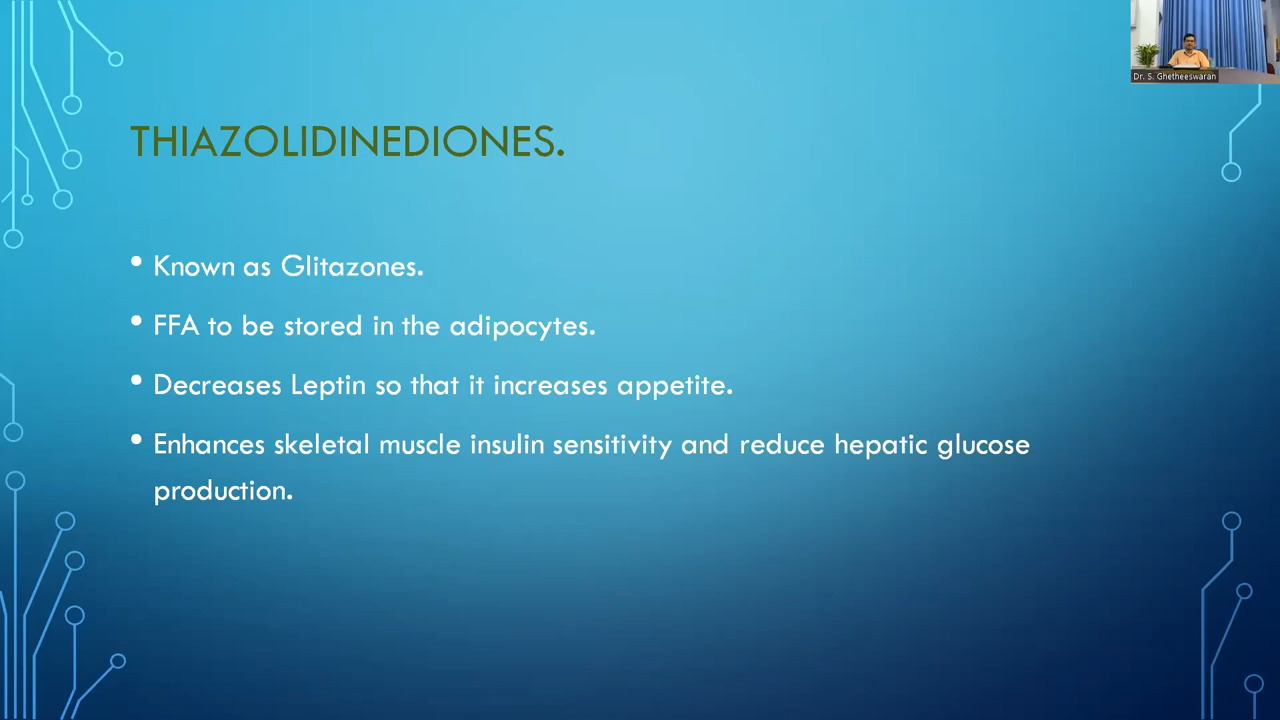 Dr. S. Ghetheeswaran
THIAZOLIDINEDIONES.
• Known as Glitazones.
• FFA to be stored in the adipocytes.
• Decreases Leptin so that it increases appetite.
• Enhances skeletal muscle insulin sensitivity and reduce hepatic glucose
production.